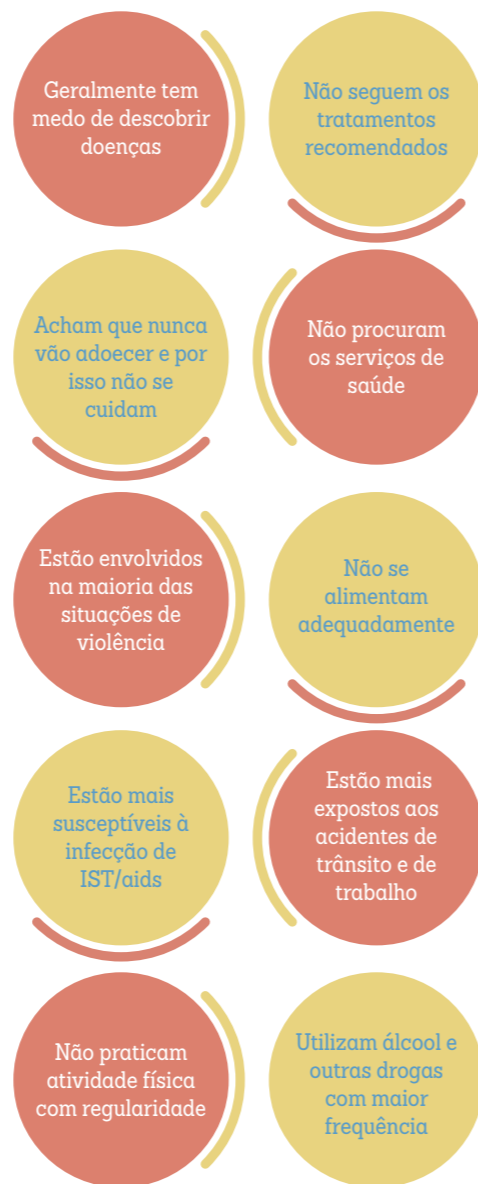 Geralmente tem
medo de descobrir
doenças
Não seguem os
tratamentos
recomendados
Acham que nunca
vão adoecer e por
isso não se
cuidam
Não procuram
os serviços de
saúde
Estão envolvidos
na maioria das
situações de
violência
Não se
alimentam
adequadamente
Estão mais
susceptíveis à
infecção de
IST/aids
Estão mais
expostos aos
acidentes de
trânsito e de
trabalho
Não praticam
atividade física
com regularidade
Utilizam álcool e
outras drogas
com maior
frequência